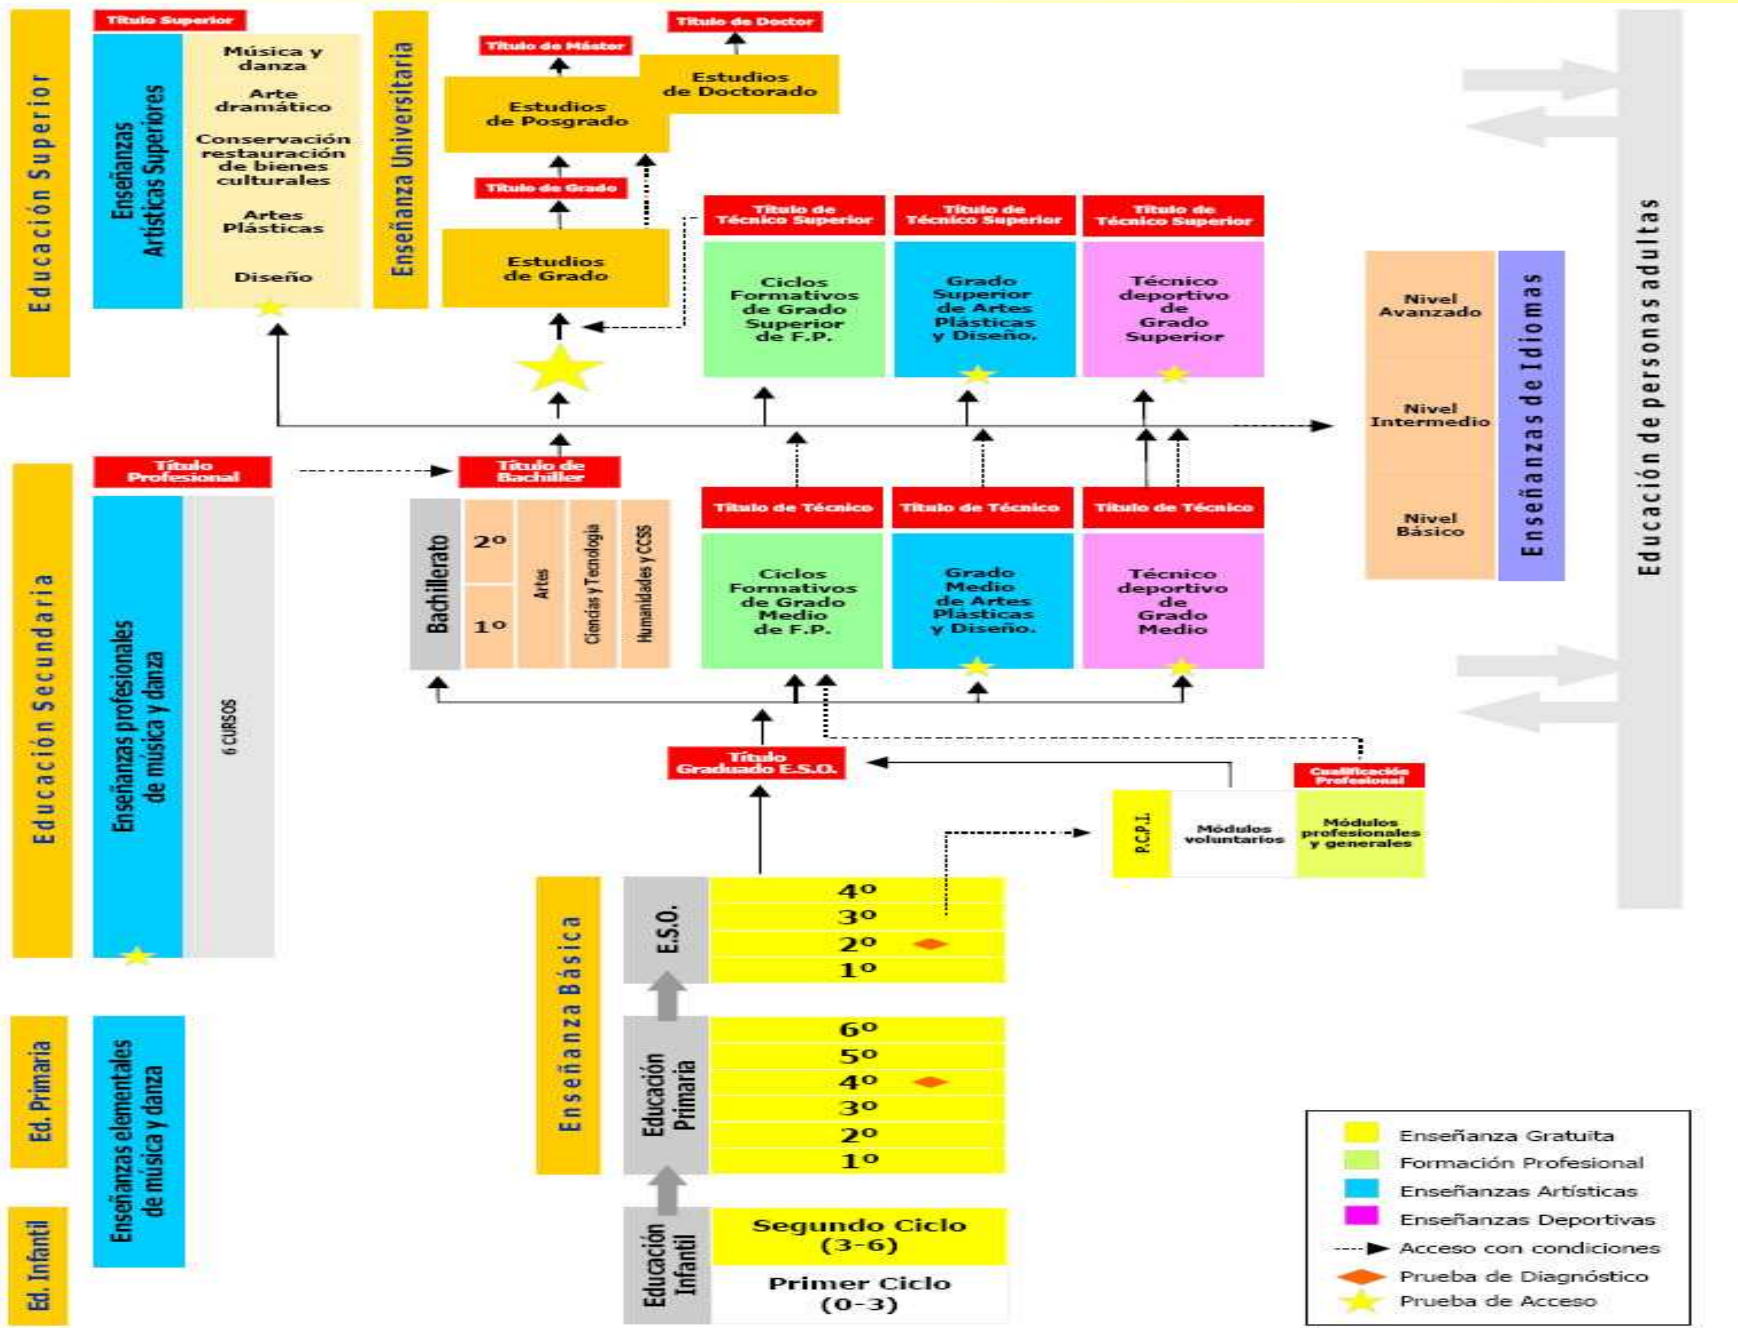 Educación Superior
Título Superior
Enseñanzas
Artísticas Superiores
Música y
danza
Arte
dramático
Conservación
restauración
de bienes
culturales
Artes
Plásticas
Diseño
Enseñanza Universitaria
Título de Máster
Título de Doctor
Estudios
de Posgrado
Estudios
de Doctorado
Título de Grado
Estudios
de Grado
Título de
Técnico Superior
Título de
Técnico Superior
Título de
Técnico Superior
Ciclos
Formativos
de Grado
Superior
de F.P.
Grado
Superior
de Artes
Plásticas
y Diseño.
Técnico
deportivo
de
Grado
Superior
Nivel
Avanzado
Nivel
Intermedio
Nivel
Básico
Enseñanzas de Idiomas
Educación de personas adultas
Educación Secundaria
Título
Profesional
Enseñanzas profesionales
de música y danza
6 CURSOS
Título de
Bachiller
Bachillerato
2º
1º
Artes
Ciencias y Tecnología
Humanidades y CCSS
Título de Técnico
Título de Técnico
Título de Técnico
Ciclos
Formativos
de Grado
Medio
de F.P.
Grado
Medio
de Artes
Plásticas
y Diseño.
Técnico
deportivo
de
Grado
Medio
Título
Graduado E.S.O.
Cualificación
Profesional
P.C.P.I.
Módulos
voluntarios
Módulos
profesionales
y generales
Enseñanza Básica
E.S.O.
4º
3º
2º
1º
Ed. Primaria
Enseñanzas elementales
de música y danza
Educación
Primaria
6º
5º
4º
3º
2º
1º
Ed. Infantil
Educación
Infantil
Segundo Ciclo
(3-6)
Primer Ciclo
(0-3)
Enseñanza Gratuita
Formación Profesional
Enseñanzas Artísticas
Enseñanzas Deportivas
Acceso con condiciones
Prueba de Diagnóstico
Prueba de Acceso